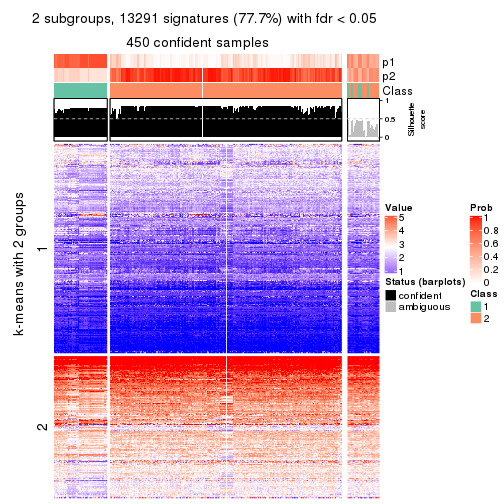 2 subgroups, 13291 signatures (77.7%) with fdr < 0.05
450 confident samples
p1
p2
Class
1
0.5
0
Silhouette
score
k-means with 2 groups
1
2
Value
5
4
3
2
1
Status (barplots)
confident
ambiguous
Prob
1
0.8
0.6
0.4
0.2
0
Class
1
2